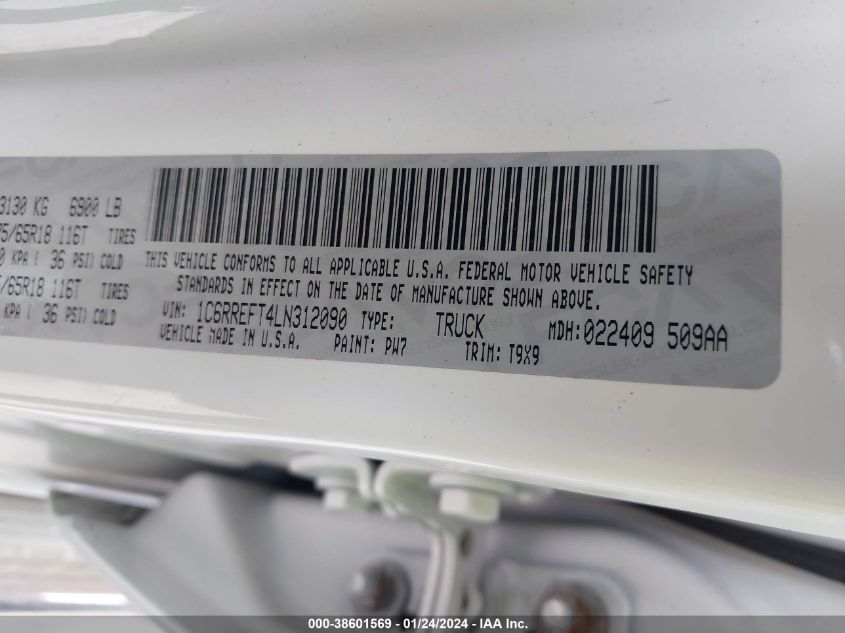 3130 KG 6900 LB
5/65R18 116T TIRES
0 KPA ( 36 PSI) COLD
5/65R18 116T TIRES
KPA ( 36 PSI) COLD
THIS VEHICLE CONFORMS TO ALL APPLICABLE U.S.A. FEDERAL MOTOR VEHICLE SAFETY
STANDARDS IN EFFECT ON THE DATE OF MANUFACTURE SHOWN ABOVE.
VIN: 1C6RREFT4LN312090 TYPE: TRUCK MDH:022409 509AA
VEHICLE MADE IN U.S.A. PAINT: PW7 TRIM: T9X9
000-38601569 - 01/24/2024 - IAA Inc.